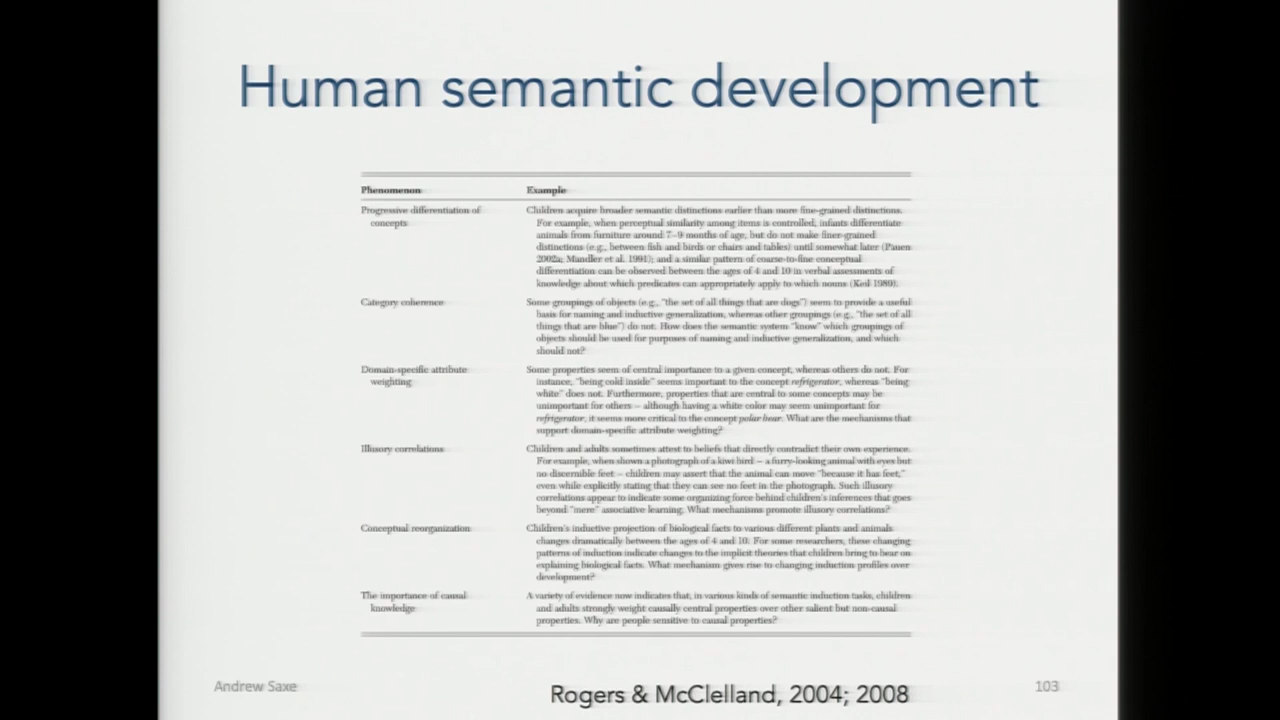 Human semantic development
Phenomenon Example
Progressive differentiation of Children acquire broader semantic distinctions earlier than more fine-grained distinctions.
concepts For example, when perceptual similarity among items is controlled, infants differentiate
animals from furniture around 7–9 months of age, but do not make finer-grained
distinctions (e.g., between fish and birds or chairs and tables) until somewhat later (Pauen
2002a; Mandler et al. 1991); and a similar pattern of coarse-to-fine conceptual
differentiation can be observed between the ages of 4 and 10 in verbal assessments of
knowledge about which predicates can appropriately apply to which nouns (Keil 1989).
Category coherence Some groupings of objects (e.g., "the set of all things that are dogs") seem to provide a useful
basis for naming and inductive generalization, whereas other groupings (e.g., "the set of all
things that are blue") do not. How does the semantic system "know" which groupings of
objects should be used for purposes of naming and inductive generalization, and which
should not?
Domain-specific attribute Some properties seem of central importance to a given concept, whereas others do not. For
weighting instance, "being cold inside" seems important to the concept refrigerator, whereas "being
white" does not. Furthermore, properties that are central to some concepts may be
unimportant for others – although having a white color may seem unimportant for
refrigerator, it seems more critical to the concept polar bear. What are the mechanisms that
support domain-specific attribute weighting?
Illusory correlations Children and adults sometimes attest to beliefs that directly contradict their own experience.
For example, when shown a photograph of a kiwi bird – a furry-looking animal with eyes but
no discernible feet – children may assert that the animal can move "because it has feet,"
even while explicitly stating that they can see no feet in the photograph. Such illusory
correlations appear to indicate some organizing force behind children's inferences that goes
beyond "mere" associative learning. What mechanisms promote illusory correlations?
Conceptual reorganization Children's inductive projection of biological facts to various different plants and animals
changes dramatically between the ages of 4 and 10. For some researchers, these changing
patterns of induction indicate changes to the implicit theories that children bring to bear on
explaining biological facts. What mechanism gives rise to changing induction profiles over
development?
The importance of causal A variety of evidence now indicates that, in various kinds of semantic induction tasks, children
knowledge and adults strongly weight causally central properties over other salient but non-causal
properties. Why are people sensitive to causal properties?
Andrew Saxe Rogers & McClelland, 2004; 2008 103